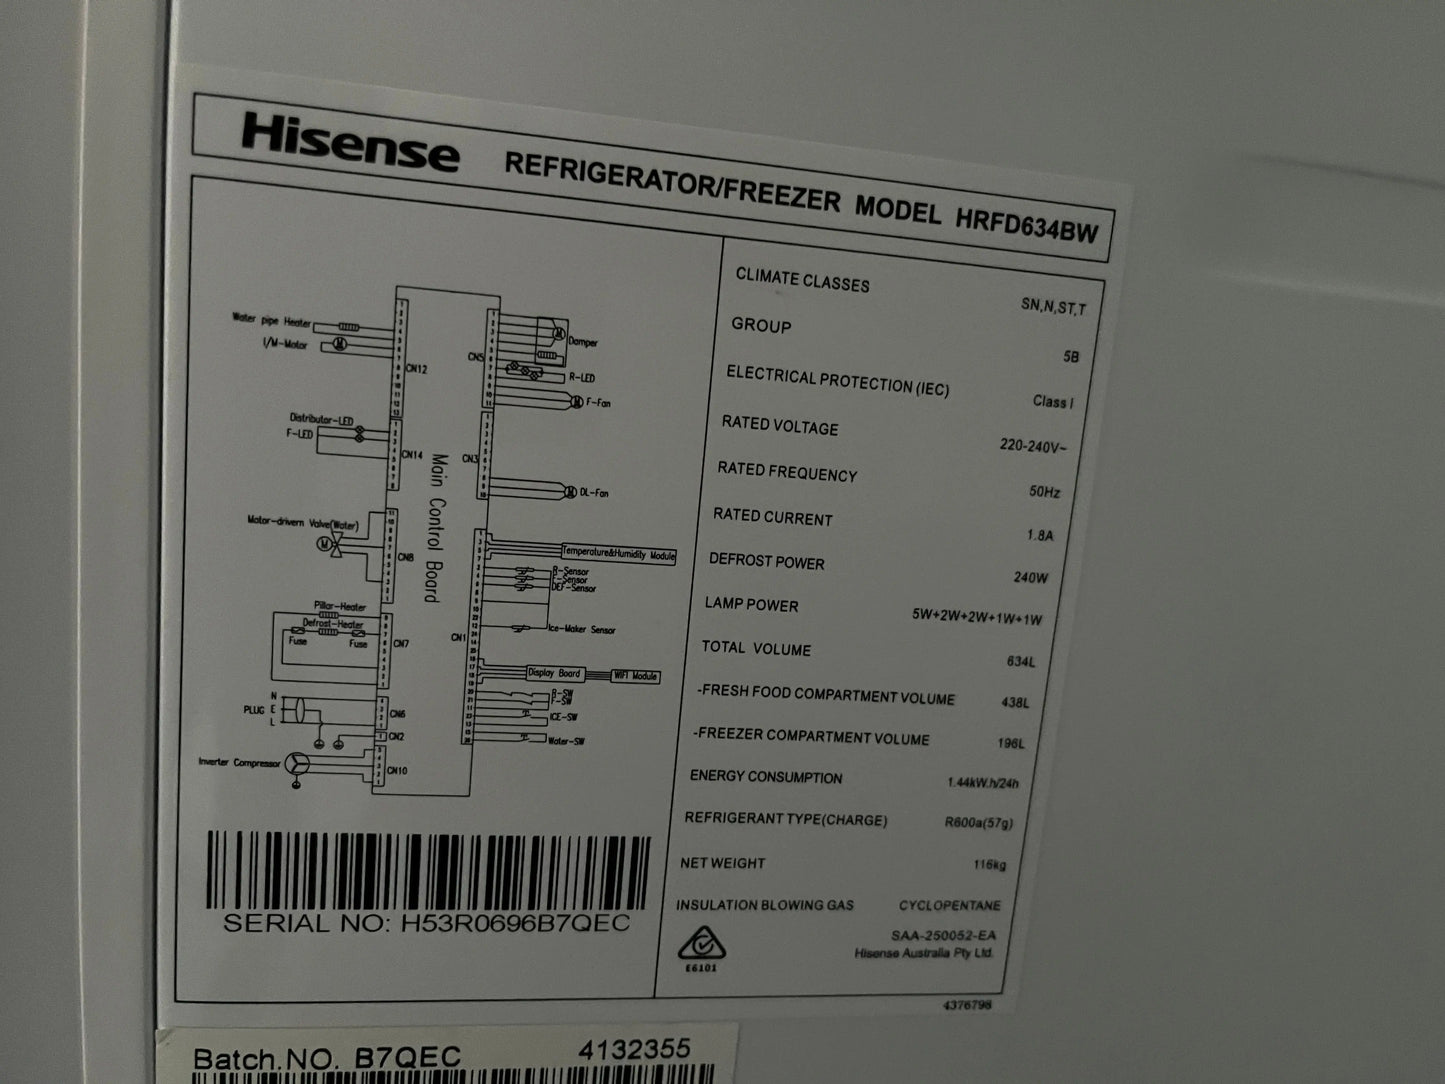 Hisense REFRIGERATOR/FREEZER MODEL HRFD634BW
Water pipe Heater
I/M-Motor
CN12
Distributor-LED
F-LED
CN14
Motor-drivern Valve(Water)
CN8
Pillar-Heater
Defrost-Heater
Fuse Fuse
CN7
N
PLUG E
L
CN6
CN2
Inverter Compressor
CN10
Main Control Board
CN5
Damper
R-LED
F-Fan
CN3
DL-Fan
Temperature&Humidity Module
R-Sensor
F-Sensor
DEF-Sensor
Ice-Maker Sensor
CN1
Display Board WIFI Module
R-SW
F-SW
ICE-SW
Water-SW
SERIAL NO: H53R0696B7QEC
CLIMATE CLASSES SN,N,ST,T
GROUP 5B
ELECTRICAL PROTECTION (IEC) Class I
RATED VOLTAGE 220-240V~
RATED FREQUENCY 50Hz
RATED CURRENT 1.8A
DEFROST POWER 240W
LAMP POWER 5W+2W+2W+1W+1W
TOTAL VOLUME 634L
-FRESH FOOD COMPARTMENT VOLUME 438L
-FREEZER COMPARTMENT VOLUME 196L
ENERGY CONSUMPTION 1.44kW.h/24h
REFRIGERANT TYPE(CHARGE) R600a(57g)
NET WEIGHT 116kg
INSULATION BLOWING GAS CYCLOPENTANE
SAA-250052-EA
Hisense Australia Pty Ltd.
E6101
4376798
Batch.NO. B7QEC 4132355